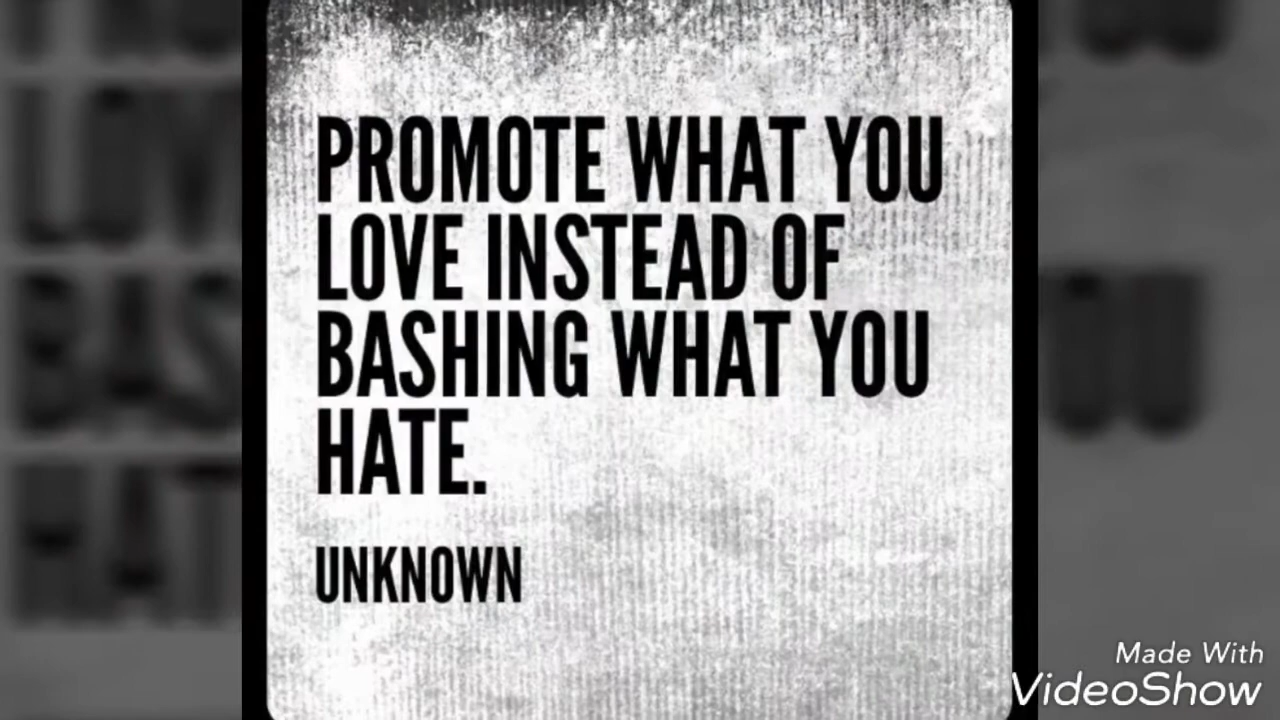 PROMOTE WHAT YOU
LOVE INSTEAD OF
BASHING WHAT YOU
HATE.
UNKNOWN
Made With
VideoShow